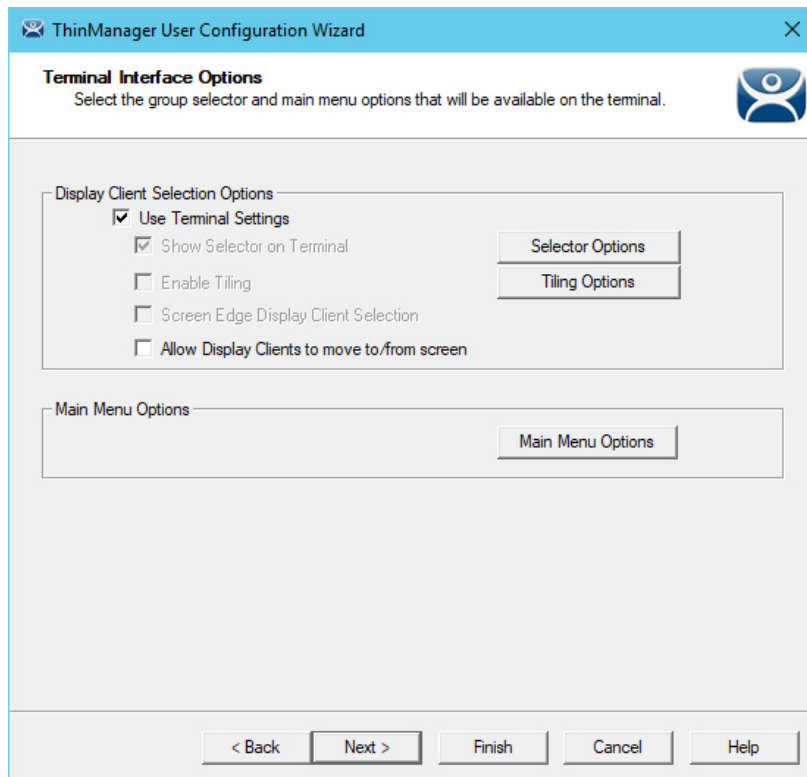 ThinManager User Configuration Wizard
Terminal Interface Options
Select the group selector and main menu options that will be available on the terminal.
Display Client Selection Options
Use Terminal Settings
Show Selector on Terminal
Selector Options
Enable Tiling
Tiling Options
Screen Edge Display Client Selection
Allow Display Clients to move to/from screen
Main Menu Options
Main Menu Options
< Back
Next >
Finish
Cancel
Help